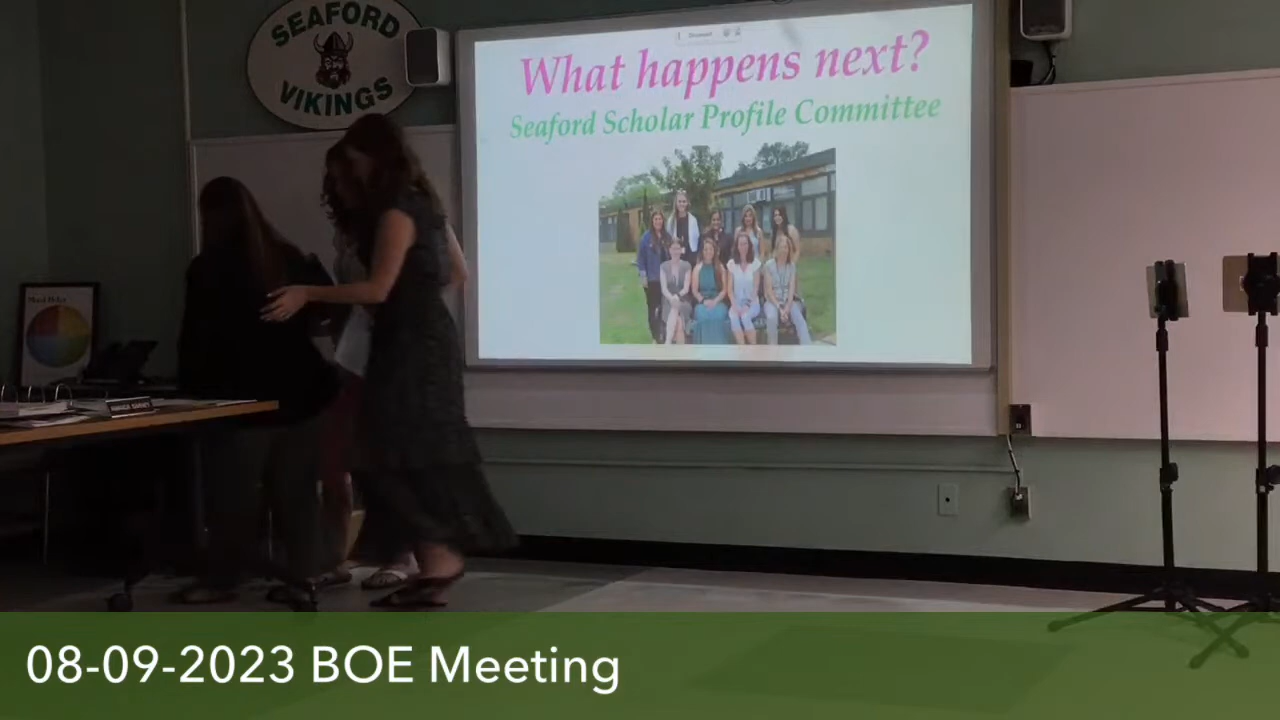 SEAFORD
VIKINGS
What happens next?
Seaford Scholar Profile Committee
08-09-2023 BOE Meeting